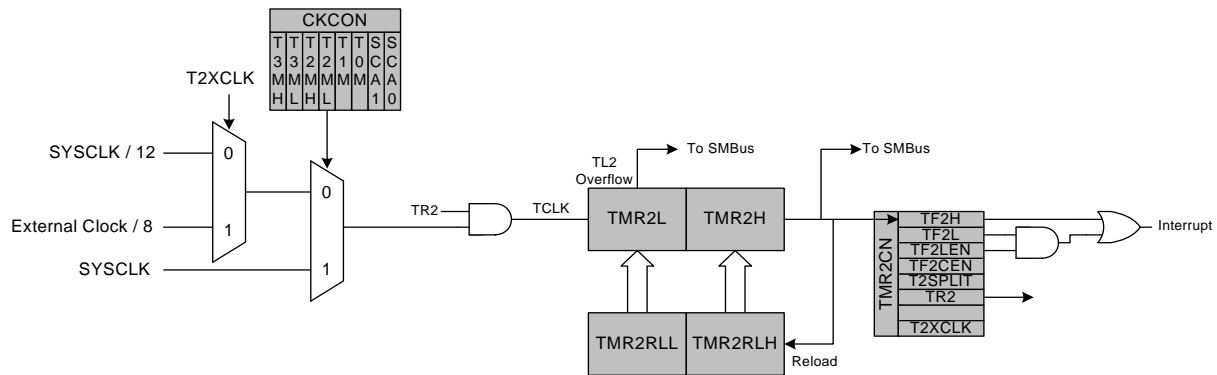 CKCON
T3MH T3ML T2MH T2ML T1M T0M SCA1 SCA0
T2XCLK
SYSCLK / 12
0
External Clock / 8
1
SYSCLK
0
1
TR2
TCLK
TL2
Overflow
To SMBus
To SMBus
TMR2L
TMR2H
TMR2RLL
TMR2RLH
Reload
TMR2CN
TF2H
TF2L
TF2LEN
TF2CEN
T2SPLIT
TR2
T2XCLK
Interrupt